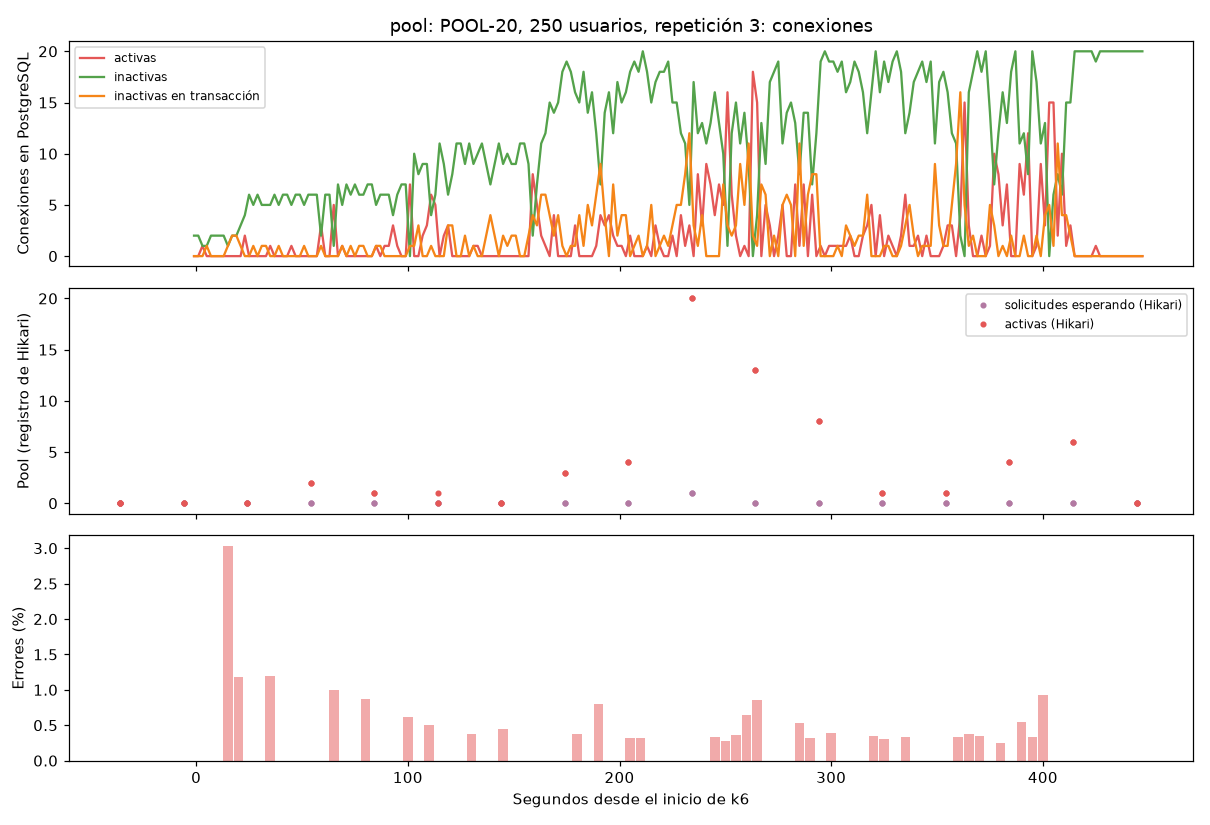 pool: POOL-20, 250 usuarios, repetición 3: conexiones
Conexiones en PostgreSQL
20
15
10
5
0
activas
inactivas
inactivas en transacción
Pool (registro de Hikari)
20
15
10
5
0
solicitudes esperando (Hikari)
activas (Hikari)
Errores (%)
3.0
2.5
2.0
1.5
1.0
0.5
0.0
0
100
200
300
400
Segundos desde el inicio de k6